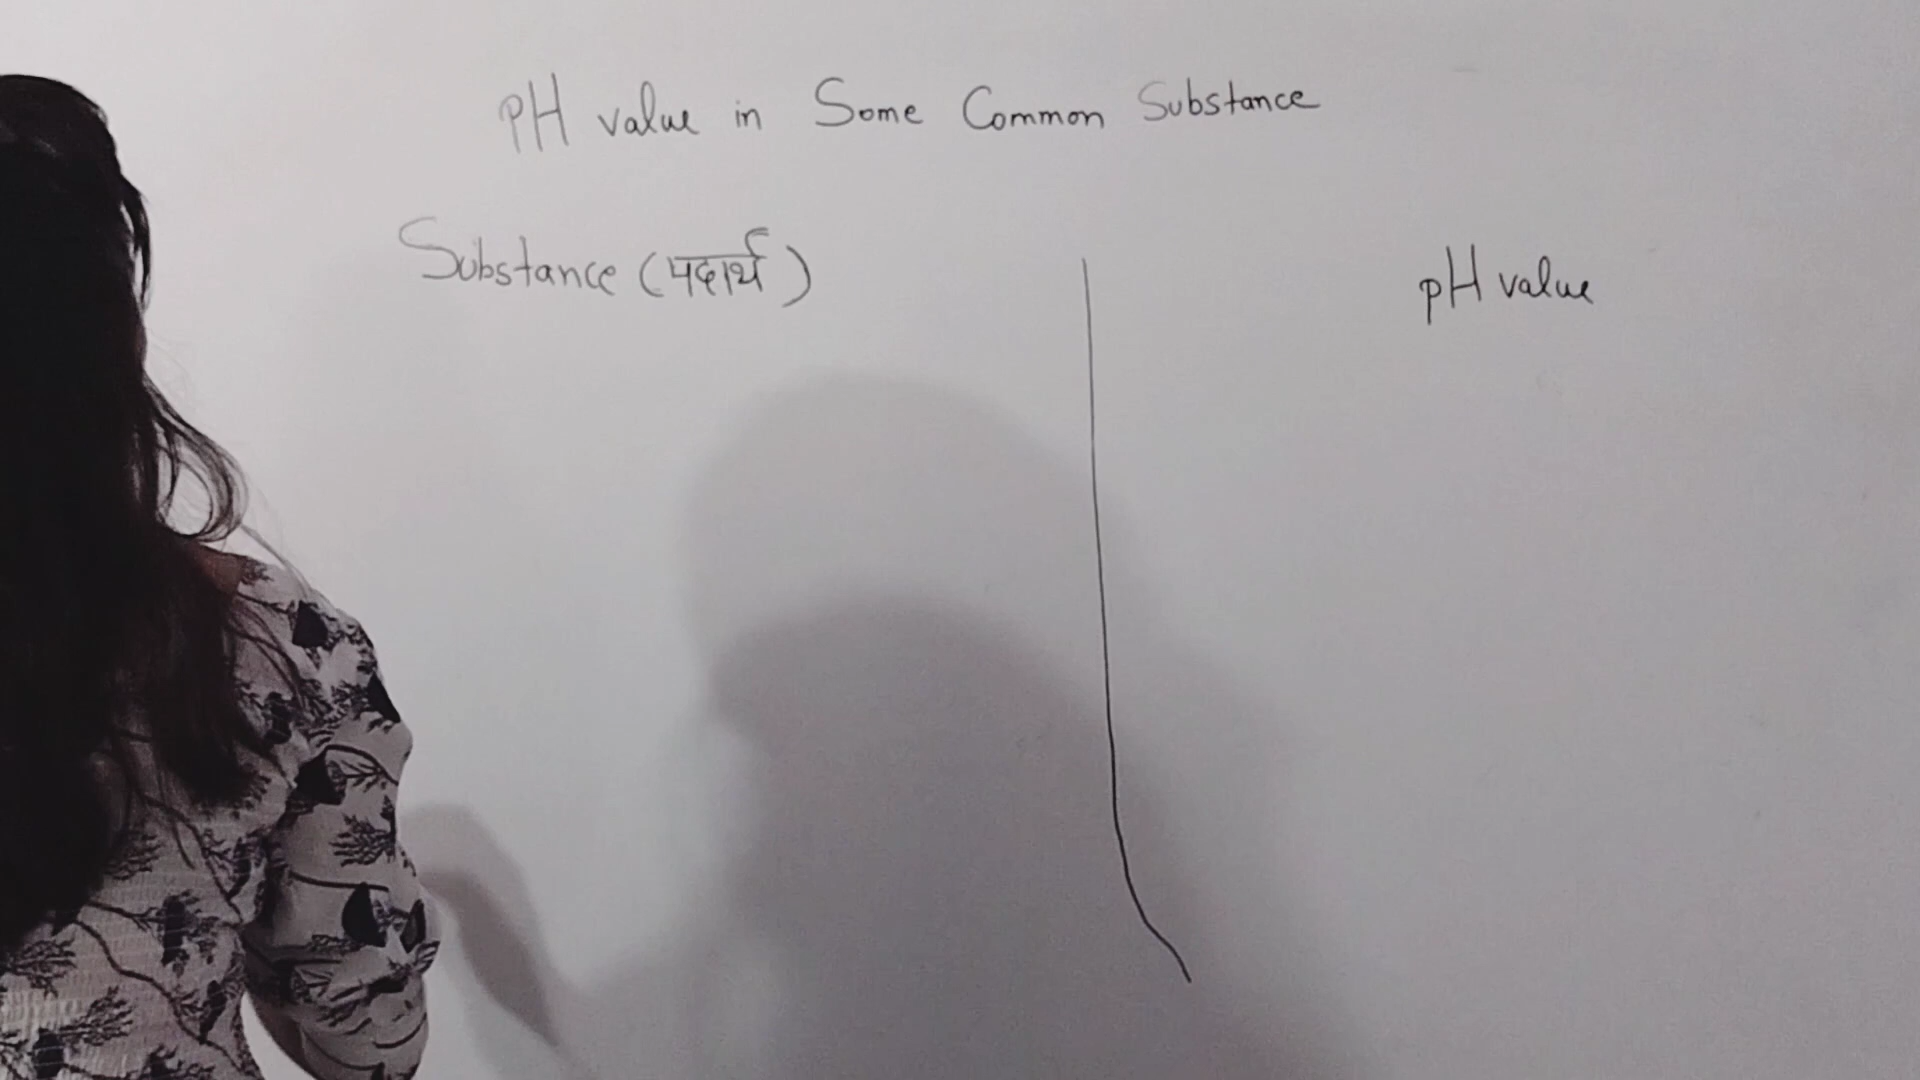 pH value in Some Common Substance
Substance (पदार्थ)
pH value